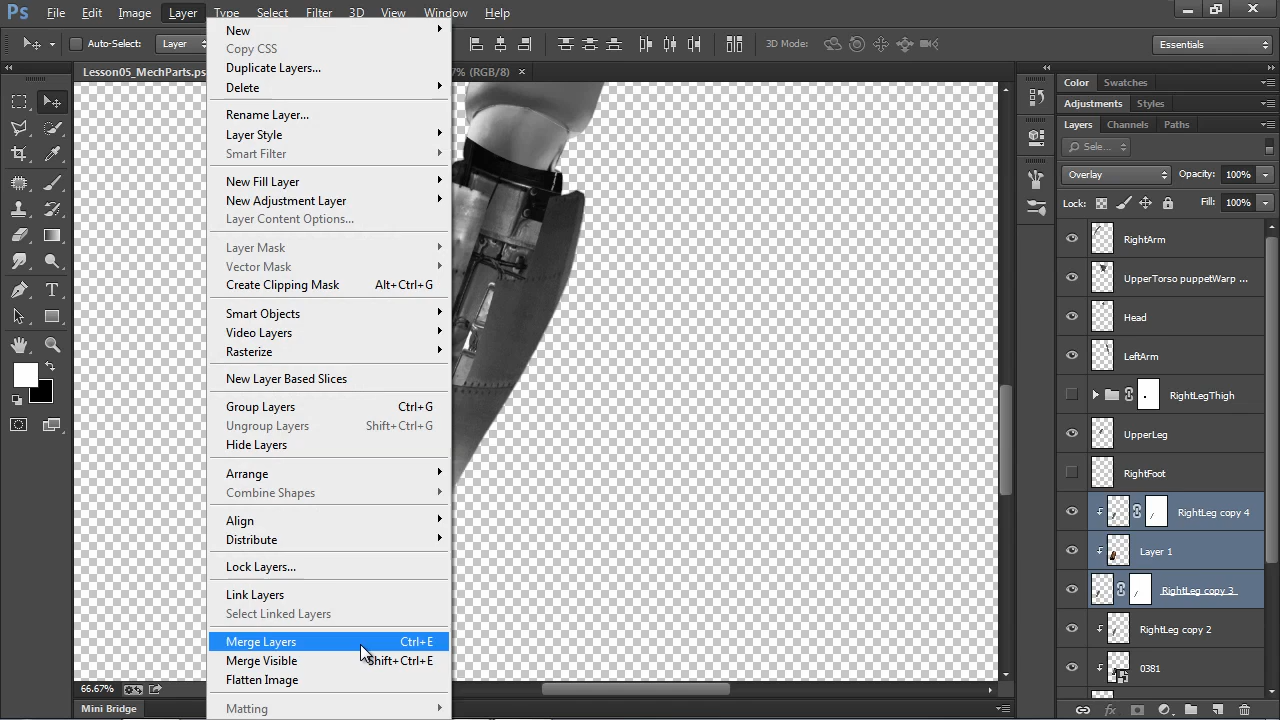 Ps File Edit Image Layer Type Select Filter 3D View Window Help
Auto-Select: Layer 3D Mode: Essentials
Lesson05_MechParts.ps 7% (RGB/8) ×
New
Copy CSS
Duplicate Layers...
Delete
Rename Layer...
Layer Style
Smart Filter
New Fill Layer
New Adjustment Layer
Layer Content Options...
Layer Mask
Vector Mask
Create Clipping Mask Alt+Ctrl+G
Smart Objects
Video Layers
Rasterize
New Layer Based Slices
Group Layers Ctrl+G
Ungroup Layers Shift+Ctrl+G
Hide Layers
Arrange
Combine Shapes
Align
Distribute
Lock Layers...
Link Layers
Select Linked Layers
Merge Layers Ctrl+E
Merge Visible Shift+Ctrl+E
Flatten Image
Matting
Color Swatches
Adjustments Styles
Layers Channels Paths
Sele...
Overlay Opacity: 100%
Lock: Fill: 100%
RightArm
UpperTorso puppetWarp ...
Head
LeftArm
RightLegThigh
UpperLeg
RightFoot
RightLeg copy 4
Layer 1
RightLeg copy 3
RightLeg copy 2
0381
66.67%
Mini Bridge